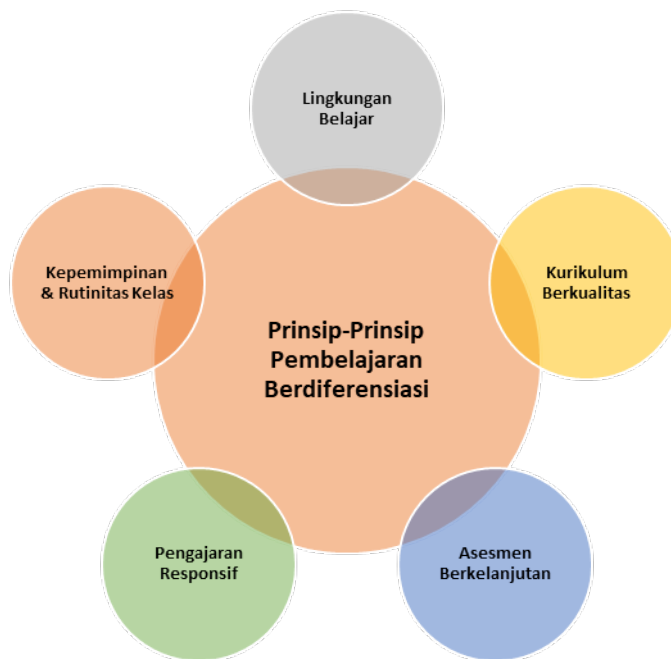 Lingkungan
Belajar
Kepemimpinan
& Rutinitas Kelas
Kurikulum
Berkualitas
Prinsip-Prinsip
Pembelajaran
Berdiferensiasi
Pengajaran
Responsif
Asesmen
Berkelanjutan